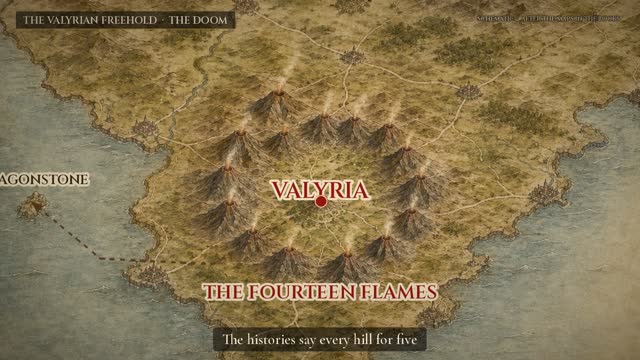 THE VALYRIAN FREEHOLD · THE DOOM
AGONSTONE
VALYRIA
THE FOURTEEN FLAMES
The histories say every hill for five